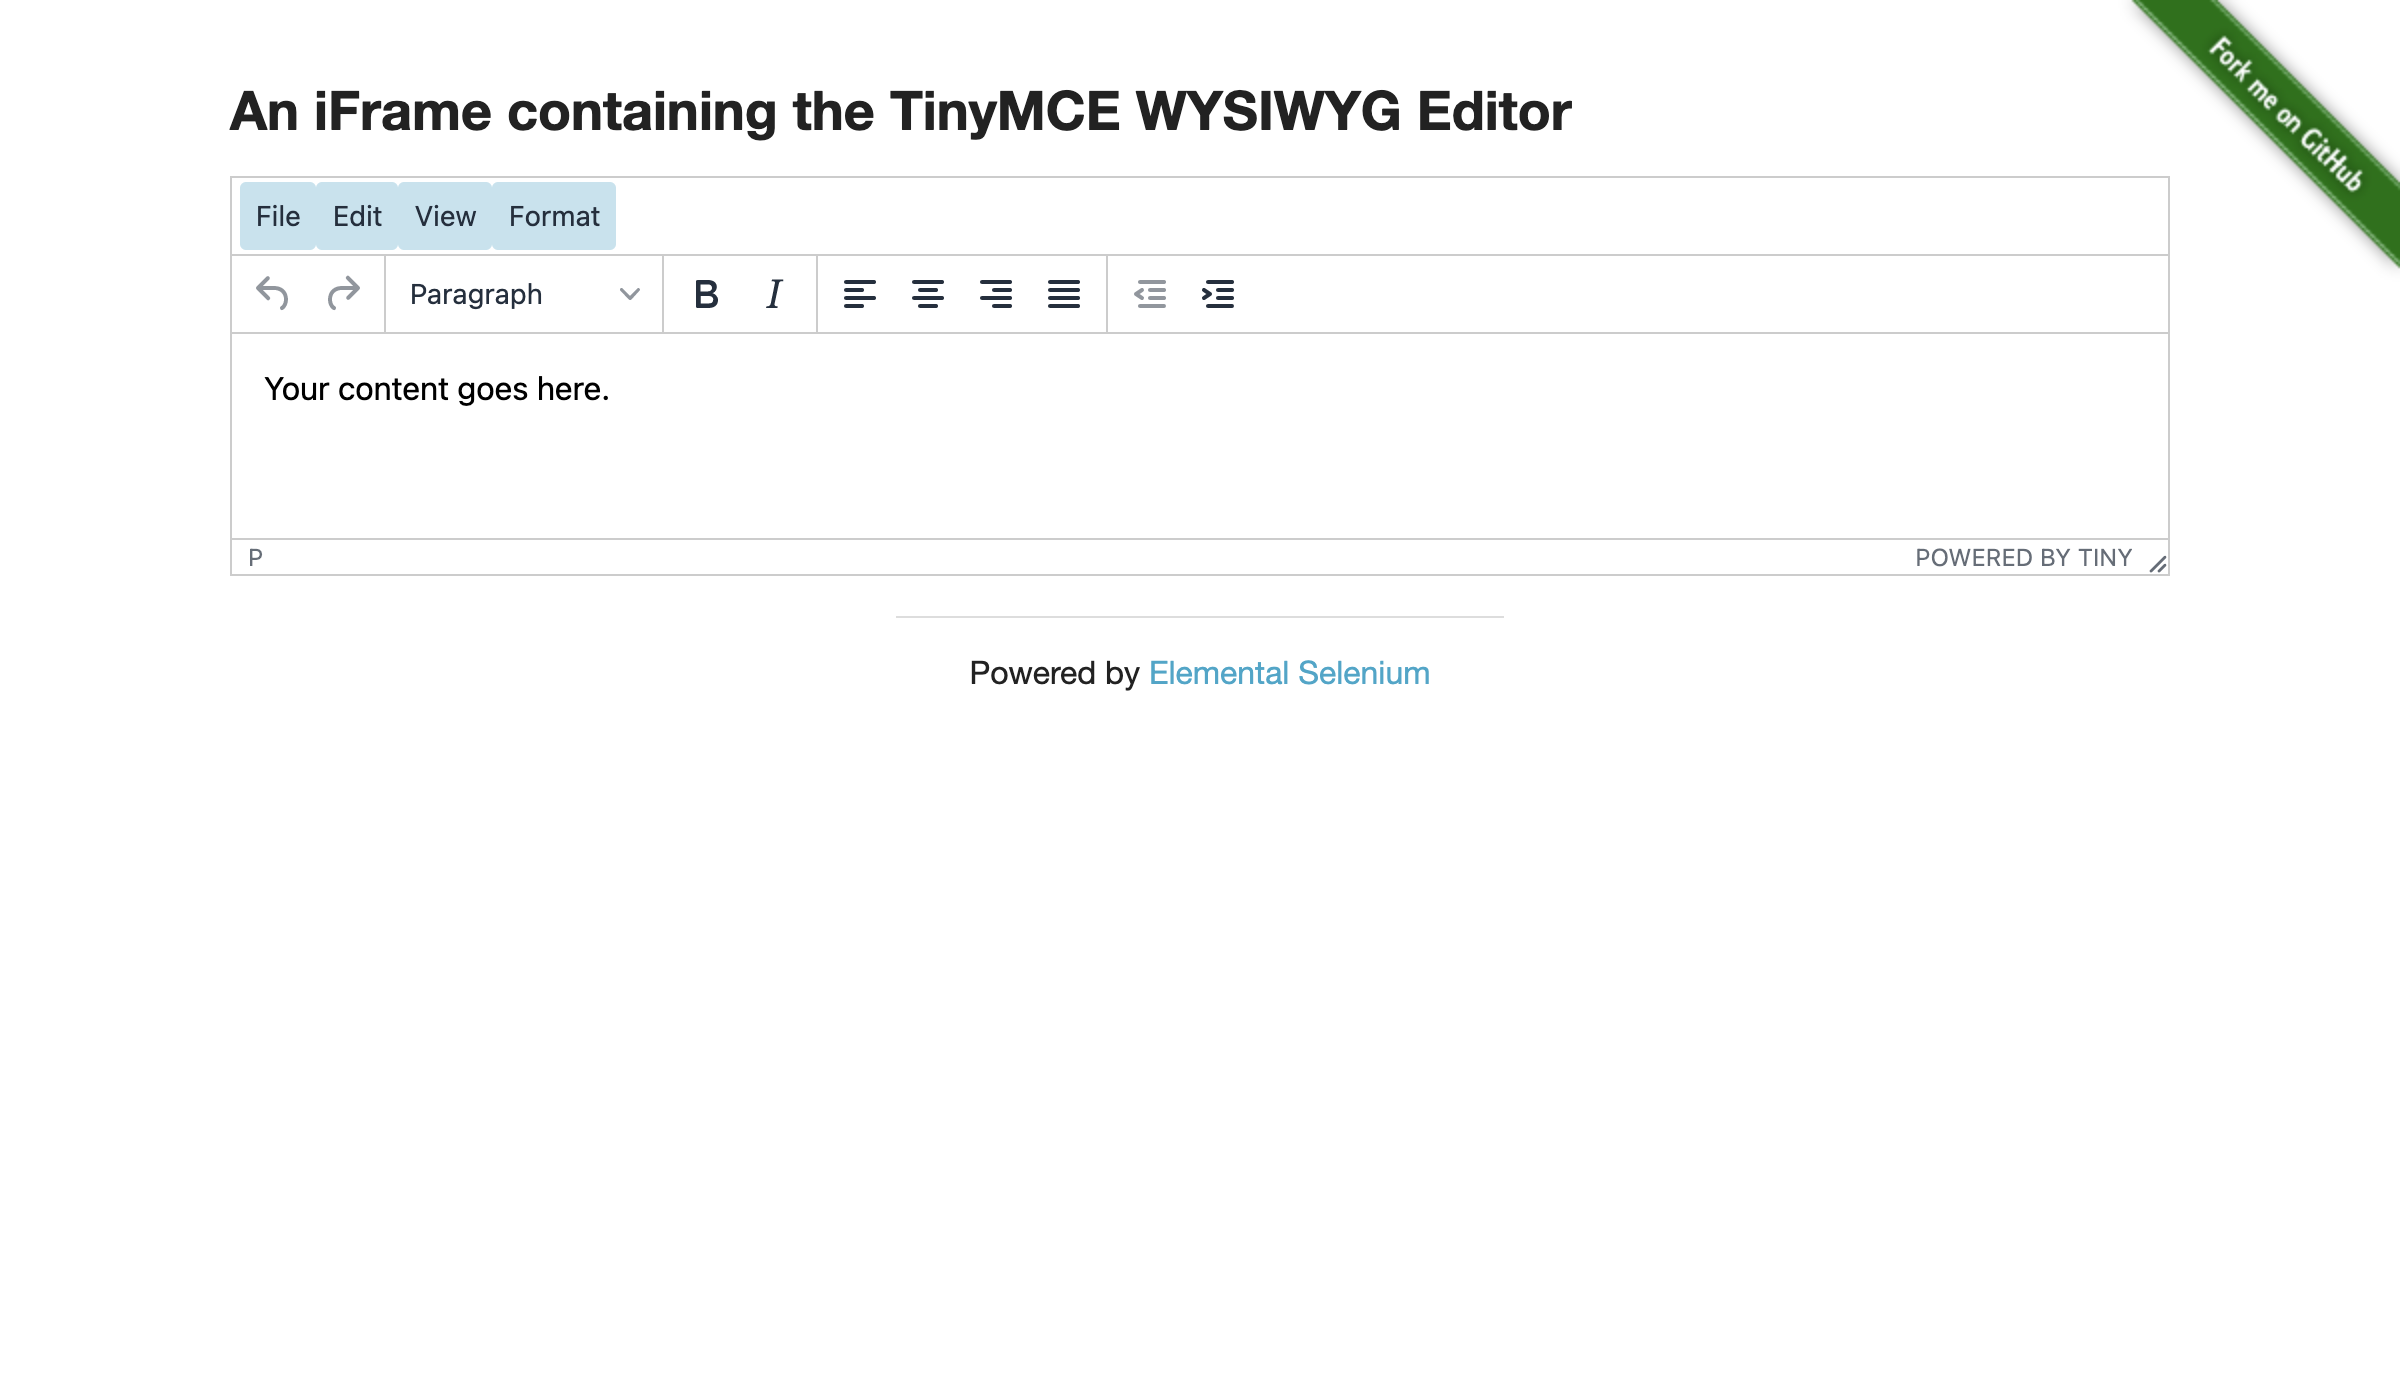 Fork me on GitHub
An iFrame containing the TinyMCE WYSIWYG Editor
File Edit View Format
Paragraph B I
Your content goes here.
P POWERED BY TINY
Powered by Elemental Selenium